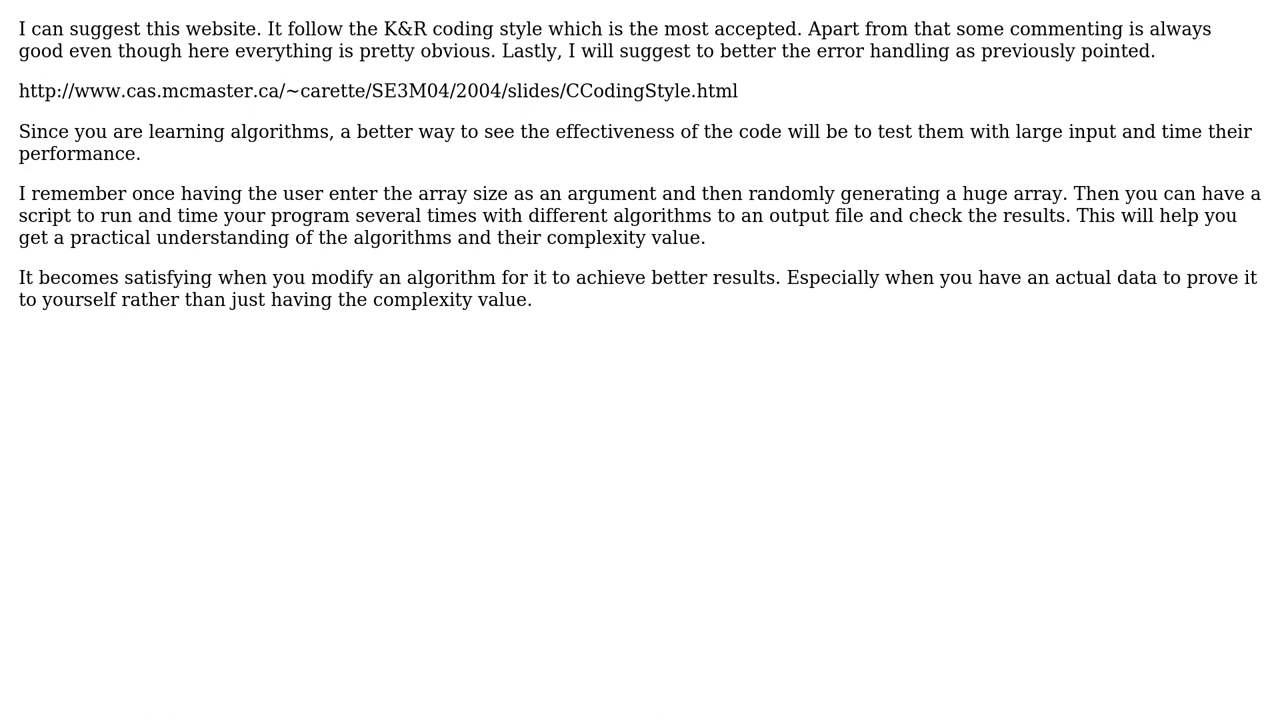 I can suggest this website. It follow the K&R coding style which is the most accepted. Apart from that some commenting is always
good even though here everything is pretty obvious. Lastly, I will suggest to better the error handling as previously pointed.
http://www.cas.mcmaster.ca/~carette/SE3M04/2004/slides/CCodingStyle.html
Since you are learning algorithms, a better way to see the effectiveness of the code will be to test them with large input and time their
performance.
I remember once having the user enter the array size as an argument and then randomly generating a huge array. Then you can have a
script to run and time your program several times with different algorithms to an output file and check the results. This will help you
get a practical understanding of the algorithms and their complexity value.
It becomes satisfying when you modify an algorithm for it to achieve better results. Especially when you have an actual data to prove it
to yourself rather than just having the complexity value.